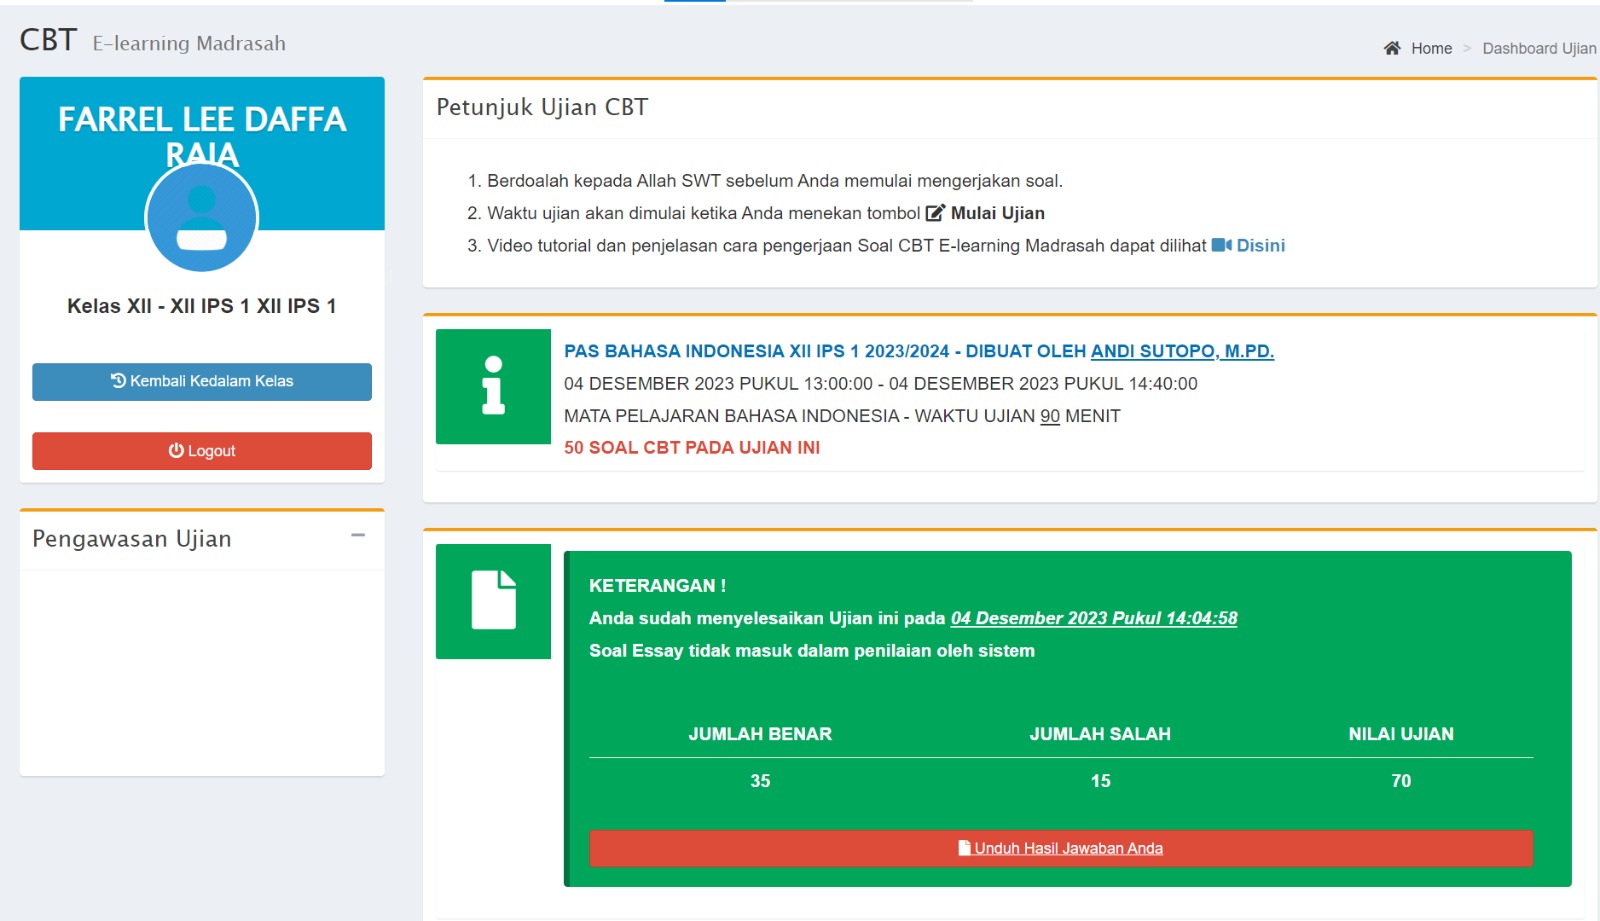 CBT E-learning Madrasah
Home > Dashboard Ujian
FARREL LEE DAFFA
RAJA
Kelas XII - XII IPS 1 XII IPS 1
Kembali Kedalam Kelas
Logout
Pengawasan Ujian
Petunjuk Ujian CBT
1. Berdoalah kepada Allah SWT sebelum Anda memulai mengerjakan soal.
2. Waktu ujian akan dimulai ketika Anda menekan tombol Mulai Ujian
3. Video tutorial dan penjelasan cara pengerjaan Soal CBT E-learning Madrasah dapat dilihat Disini
PAS BAHASA INDONESIA XII IPS 1 2023/2024 - DIBUAT OLEH ANDI SUTOPO, M.PD.
04 DESEMBER 2023 PUKUL 13:00:00 - 04 DESEMBER 2023 PUKUL 14:40:00
MATA PELAJARAN BAHASA INDONESIA - WAKTU UJIAN 90 MENIT
50 SOAL CBT PADA UJIAN INI
KETERANGAN !
Anda sudah menyelesaikan Ujian ini pada 04 Desember 2023 Pukul 14:04:58
Soal Essay tidak masuk dalam penilaian oleh sistem
JUMLAH BENAR JUMLAH SALAH NILAI UJIAN
35 15 70
Unduh Hasil Jawaban Anda